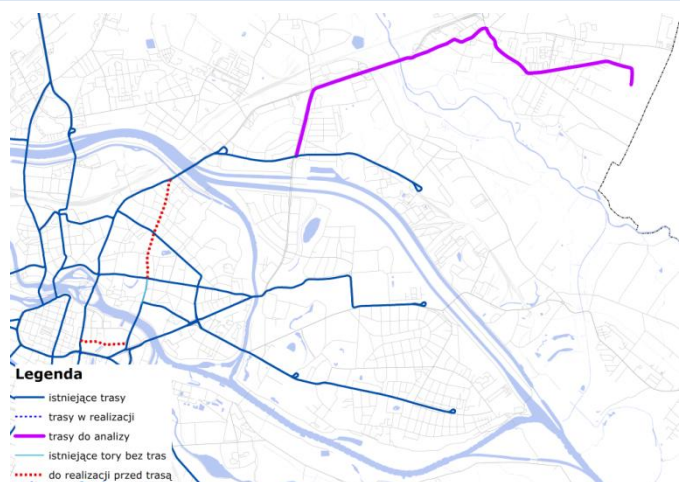 Legenda
istniejące trasy
trasy w realizacji
trasy do analizy
istniejące tory bez tras
do realizacji przed trasą